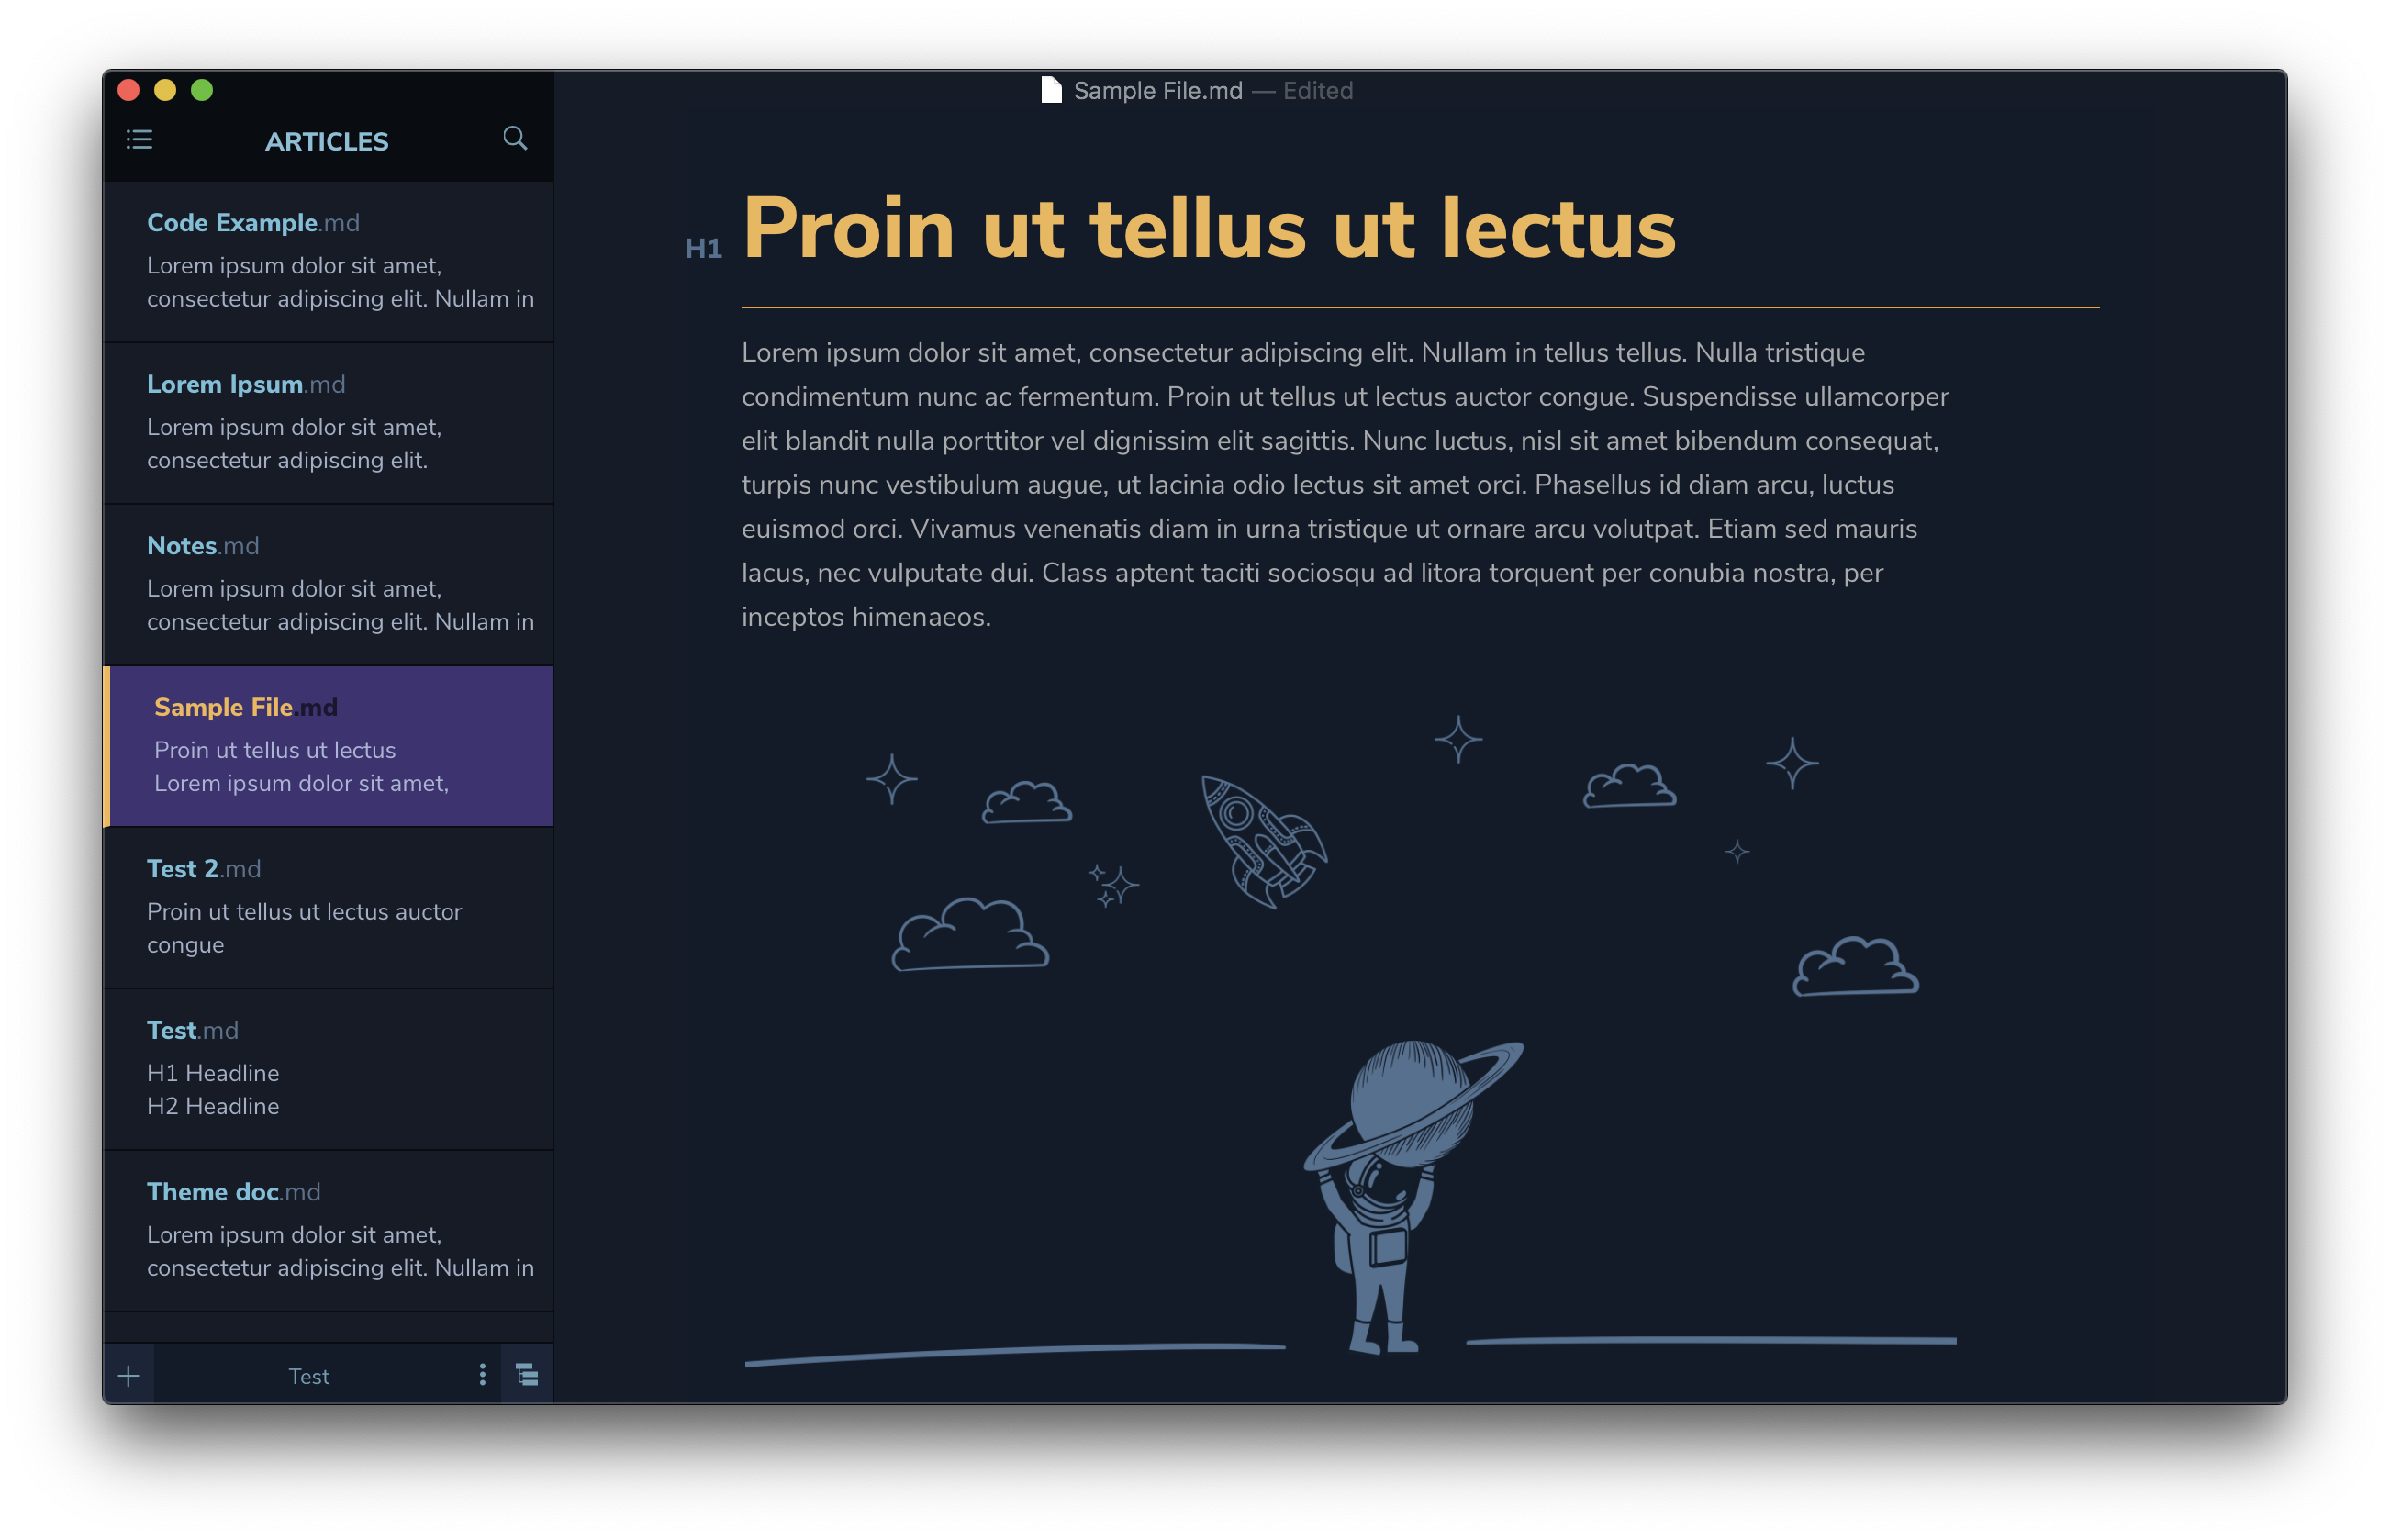 Sample File.md — Edited
ARTICLES
Code Example.md
Lorem ipsum dolor sit amet,
consectetur adipiscing elit. Nullam in
Lorem Ipsum.md
Lorem ipsum dolor sit amet,
consectetur adipiscing elit.
Notes.md
Lorem ipsum dolor sit amet,
consectetur adipiscing elit. Nullam in
Sample File.md
Proin ut tellus ut lectus
Lorem ipsum dolor sit amet,
Test 2.md
Proin ut tellus ut lectus auctor
congue
Test.md
H1 Headline
H2 Headline
Theme doc.md
Lorem ipsum dolor sit amet,
consectetur adipiscing elit. Nullam in
Test
H1 Proin ut tellus ut lectus
Lorem ipsum dolor sit amet, consectetur adipiscing elit. Nullam in tellus tellus. Nulla tristique
condimentum nunc ac fermentum. Proin ut tellus ut lectus auctor congue. Suspendisse ullamcorper
elit blandit nulla porttitor vel dignissim elit sagittis. Nunc luctus, nisl sit amet bibendum consequat,
turpis nunc vestibulum augue, ut lacinia odio lectus sit amet orci. Phasellus id diam arcu, luctus
euismod orci. Vivamus venenatis diam in urna tristique ut ornare arcu volutpat. Etiam sed mauris
lacus, nec vulputate dui. Class aptent taciti sociosqu ad litora torquent per conubia nostra, per
inceptos himenaeos.